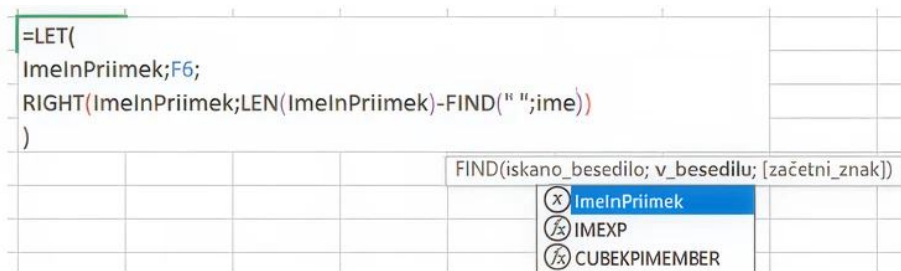 =LET(
ImeInPriimek;F6;
RIGHT(ImeInPriimek;LEN(ImeInPriimek)-FIND(" ";ime))
)
FIND(iskano_besedilo; v_besedilu; [začetni_znak])
ImeInPriimek
IMEXP
CUBEKPIMEMBER